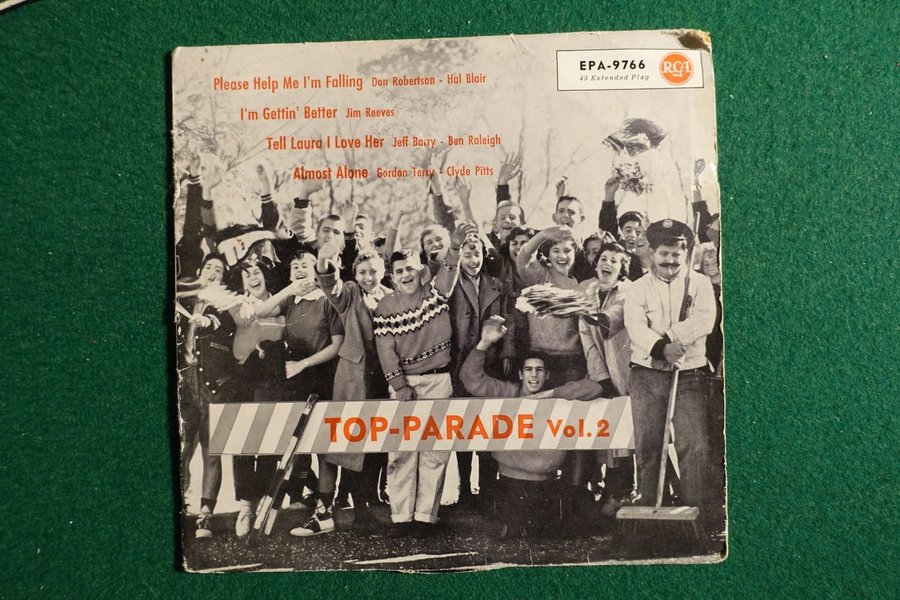 EPA-9766
45 Extended Play
RCA
Please Help Me I'm Falling Don Robertson - Hal Blair
I'm Gettin' Better Jim Reeves
Tell Laura I Love Her Jeff Barry - Ben Raleigh
Almost Alone Gordon Terry - Clyde Pitts
TOP-PARADE Vol.2